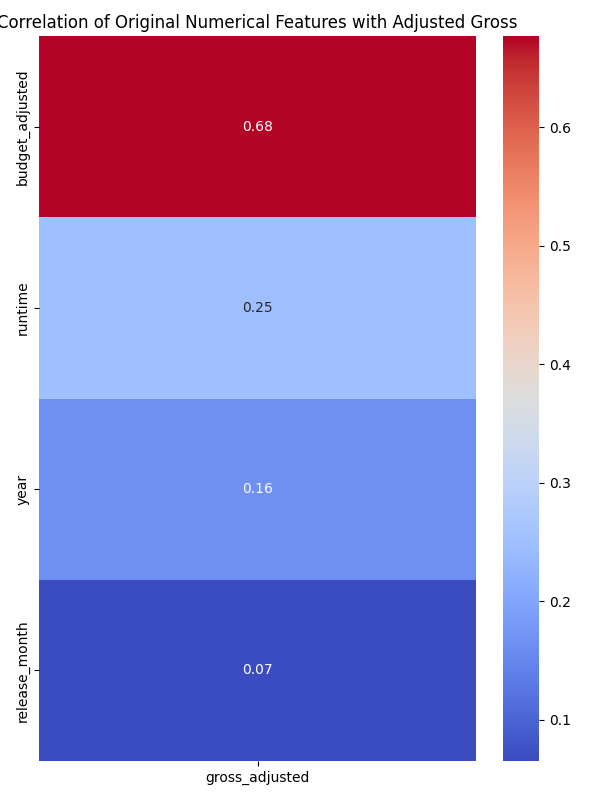 Correlation of Original Numerical Features with Adjusted Gross
budget_adjusted
0.68
runtime
0.25
year
0.16
release_month
0.07
gross_adjusted
0.6
0.5
0.4
0.3
0.2
0.1